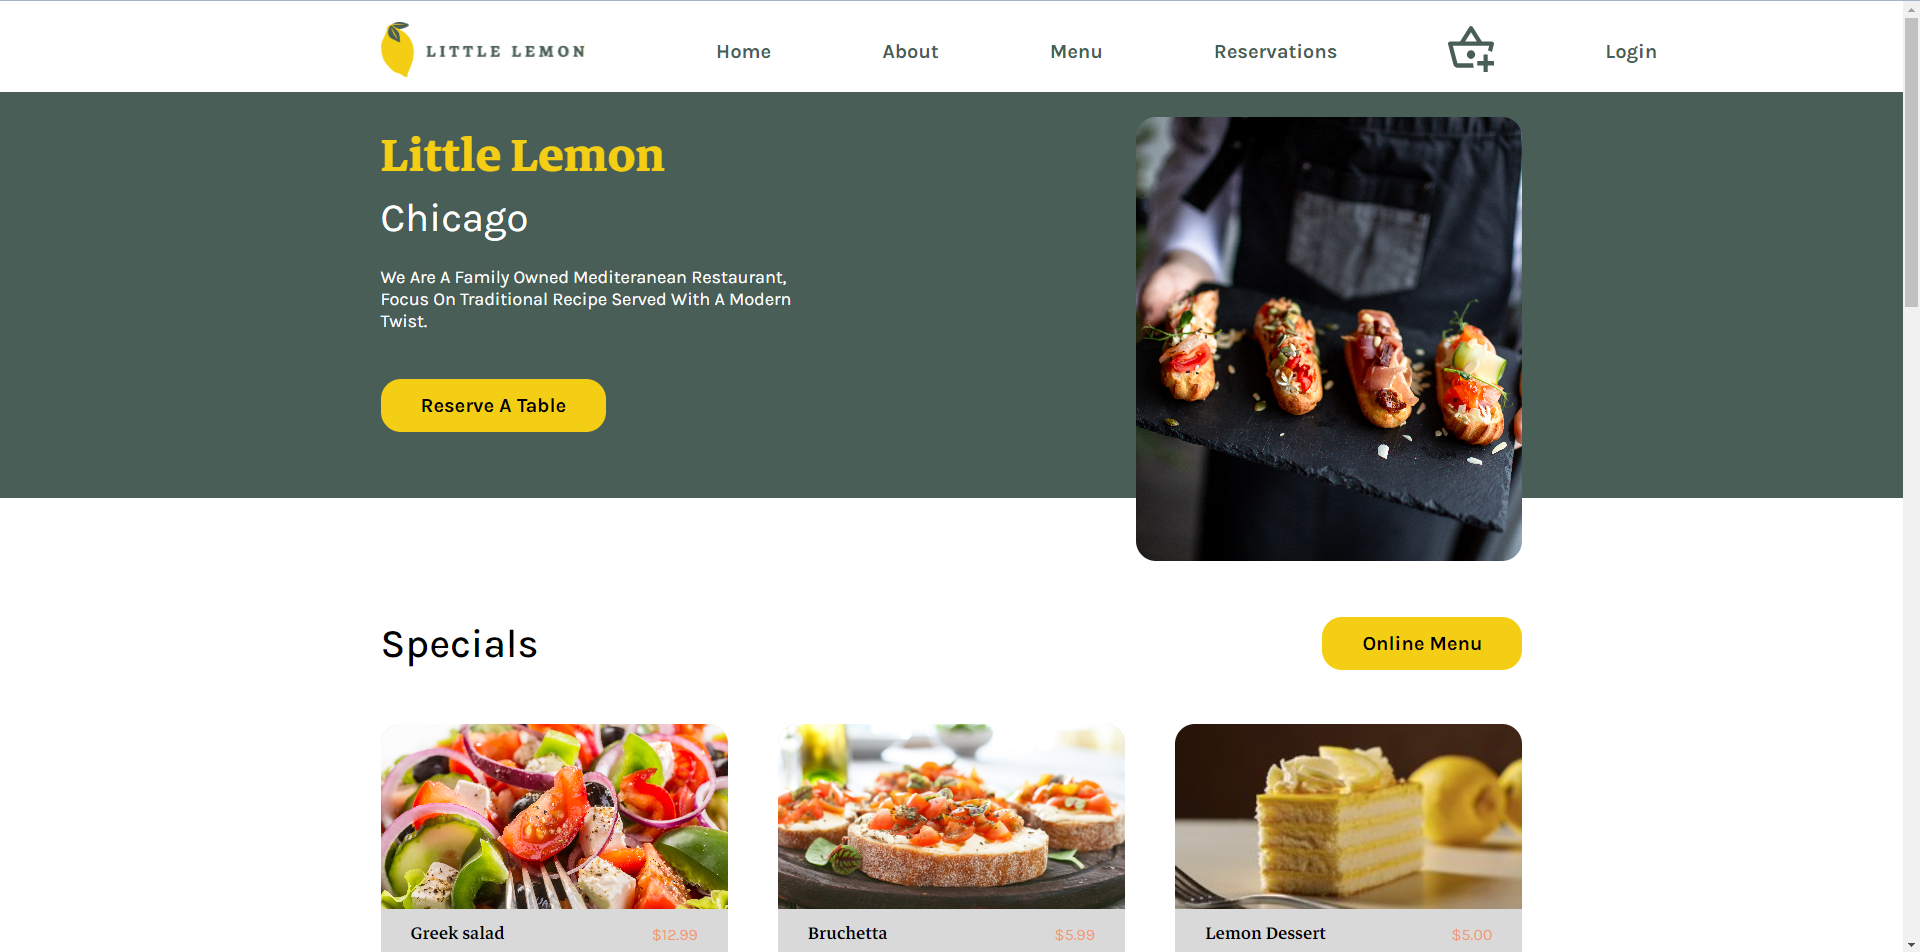 LITTLE LEMON
Home
About
Menu
Reservations
Login
Little Lemon
Chicago
We Are A Family Owned Mediteranean Restaurant,
Focus On Traditional Recipe Served With A Modern
Twist.
Reserve A Table
Specials
Online Menu
Greek salad
$12.99
Bruchetta
$5.99
Lemon Dessert
$5.00